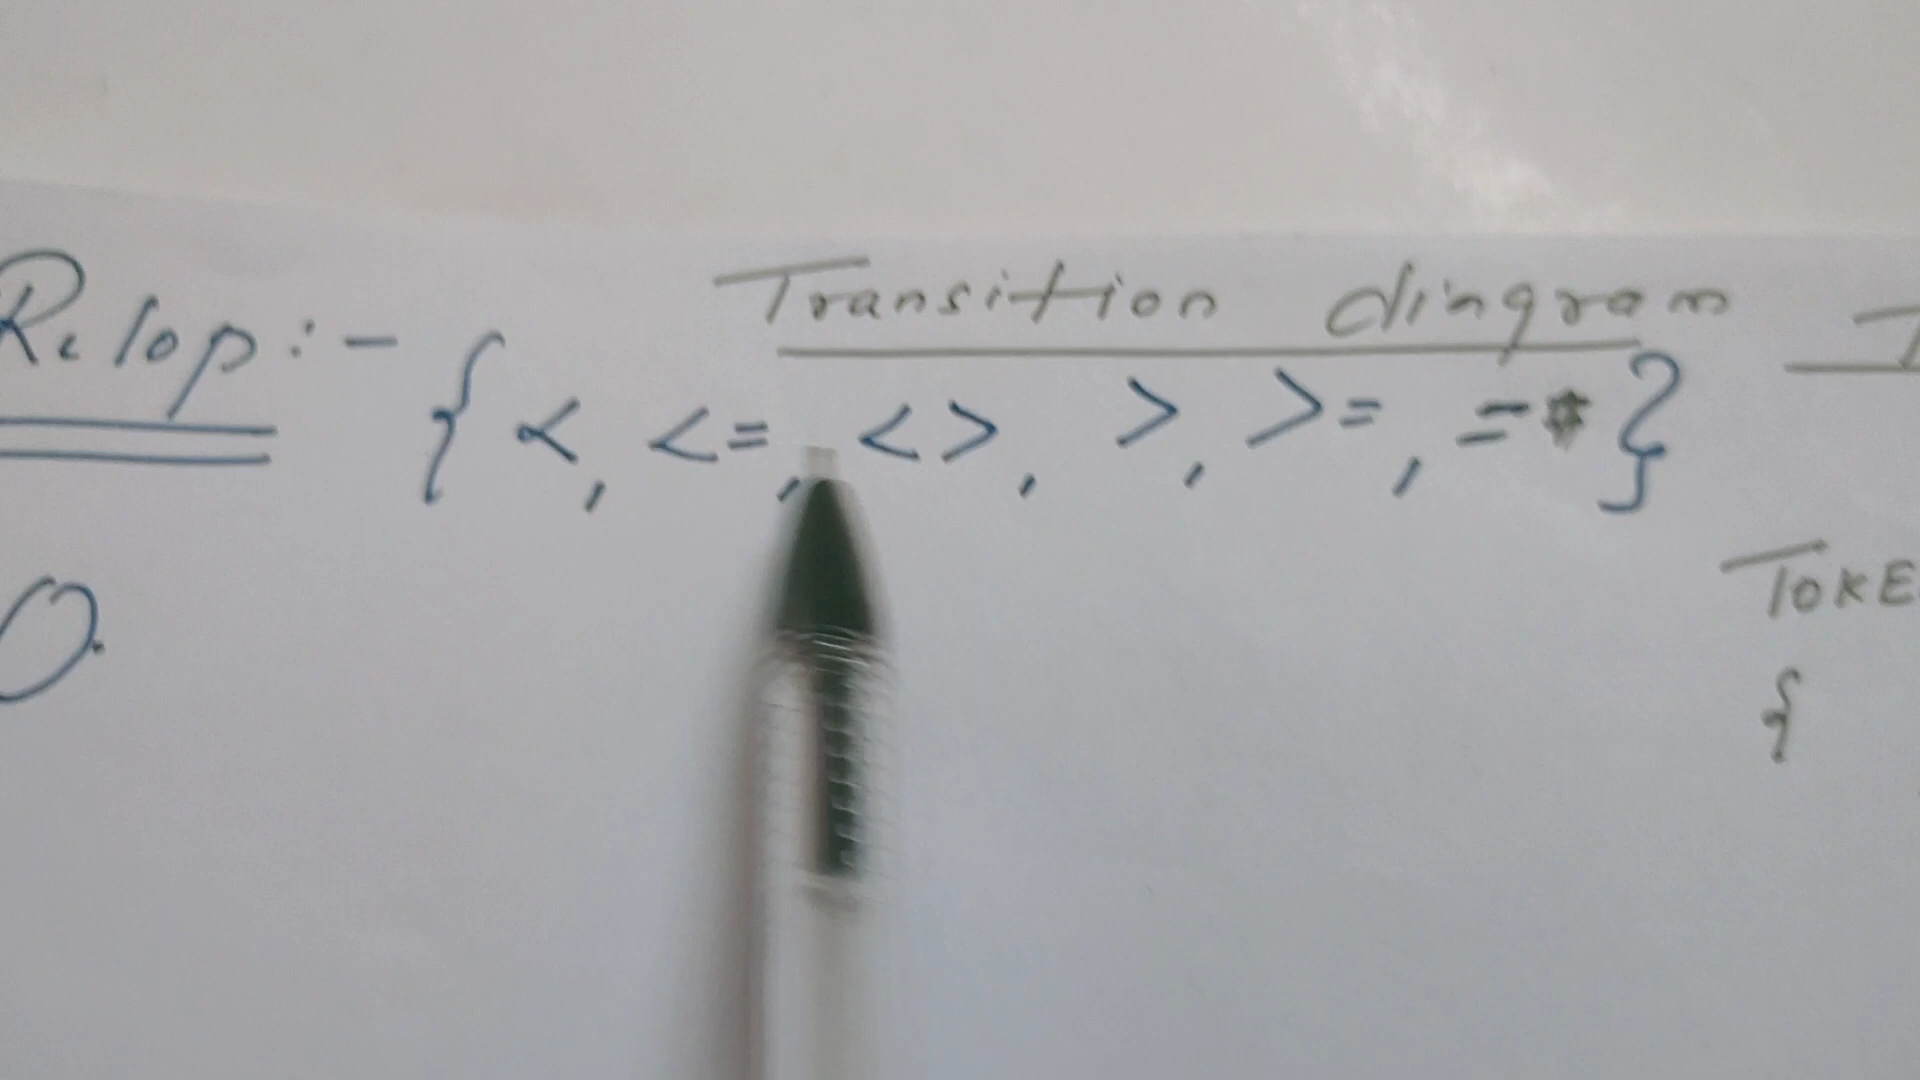 Transition diagram
Relop:- { <, <=, <>, >, >=, = }
TOKE
{